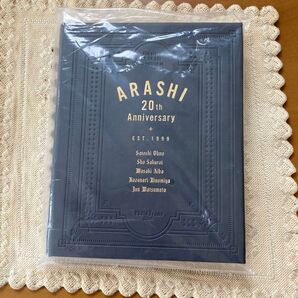 ARASHI
20th
Anniversary
EST. 1999
Satoshi Ohno
Sho Sakurai
Masaki Aiba
Kazunari Ninomiya
Jun Matsumoto